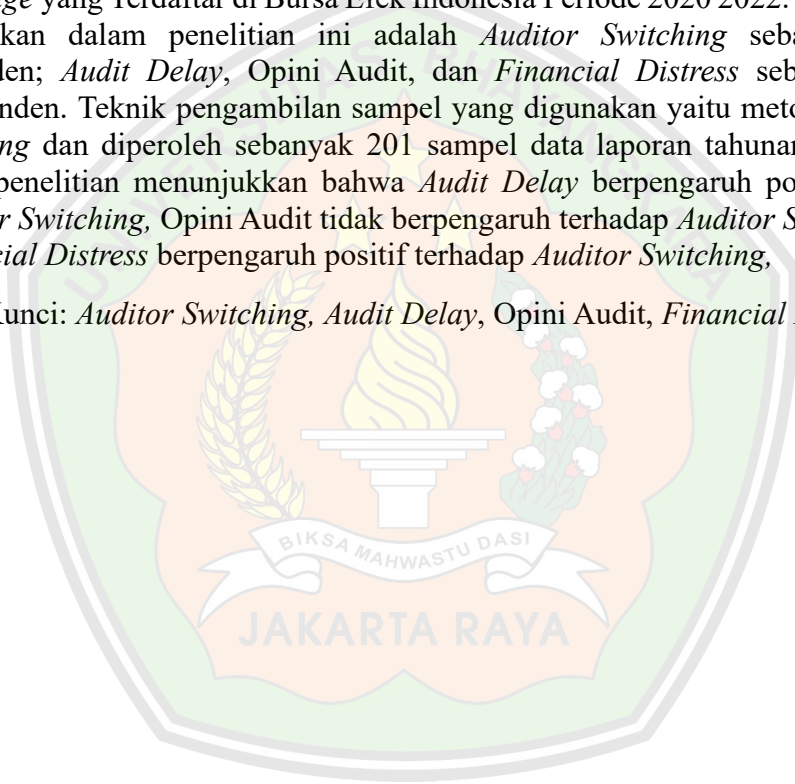 ge yang Terdaftar di Bursa Efek Indonesia Periode 2020 2022.
kan dalam penelitian ini adalah Auditor Switching seba
den; Audit Delay, Opini Audit, dan Financial Distress seb
nden. Teknik pengambilan sampel yang digunakan yaitu meto
ng dan diperoleh sebanyak 201 sampel data laporan tahunan
penelitian menunjukkan bahwa Audit Delay berpengaruh po
r Switching, Opini Audit tidak berpengaruh terhadap Auditor S
cial Distress berpengaruh positif terhadap Auditor Switching,
Kunci: Auditor Switching, Audit Delay, Opini Audit, Financial
UNIVERSITAS BHAYANGKARA
BIKSA MAHWASTU DASI
JAKARTA RAYA